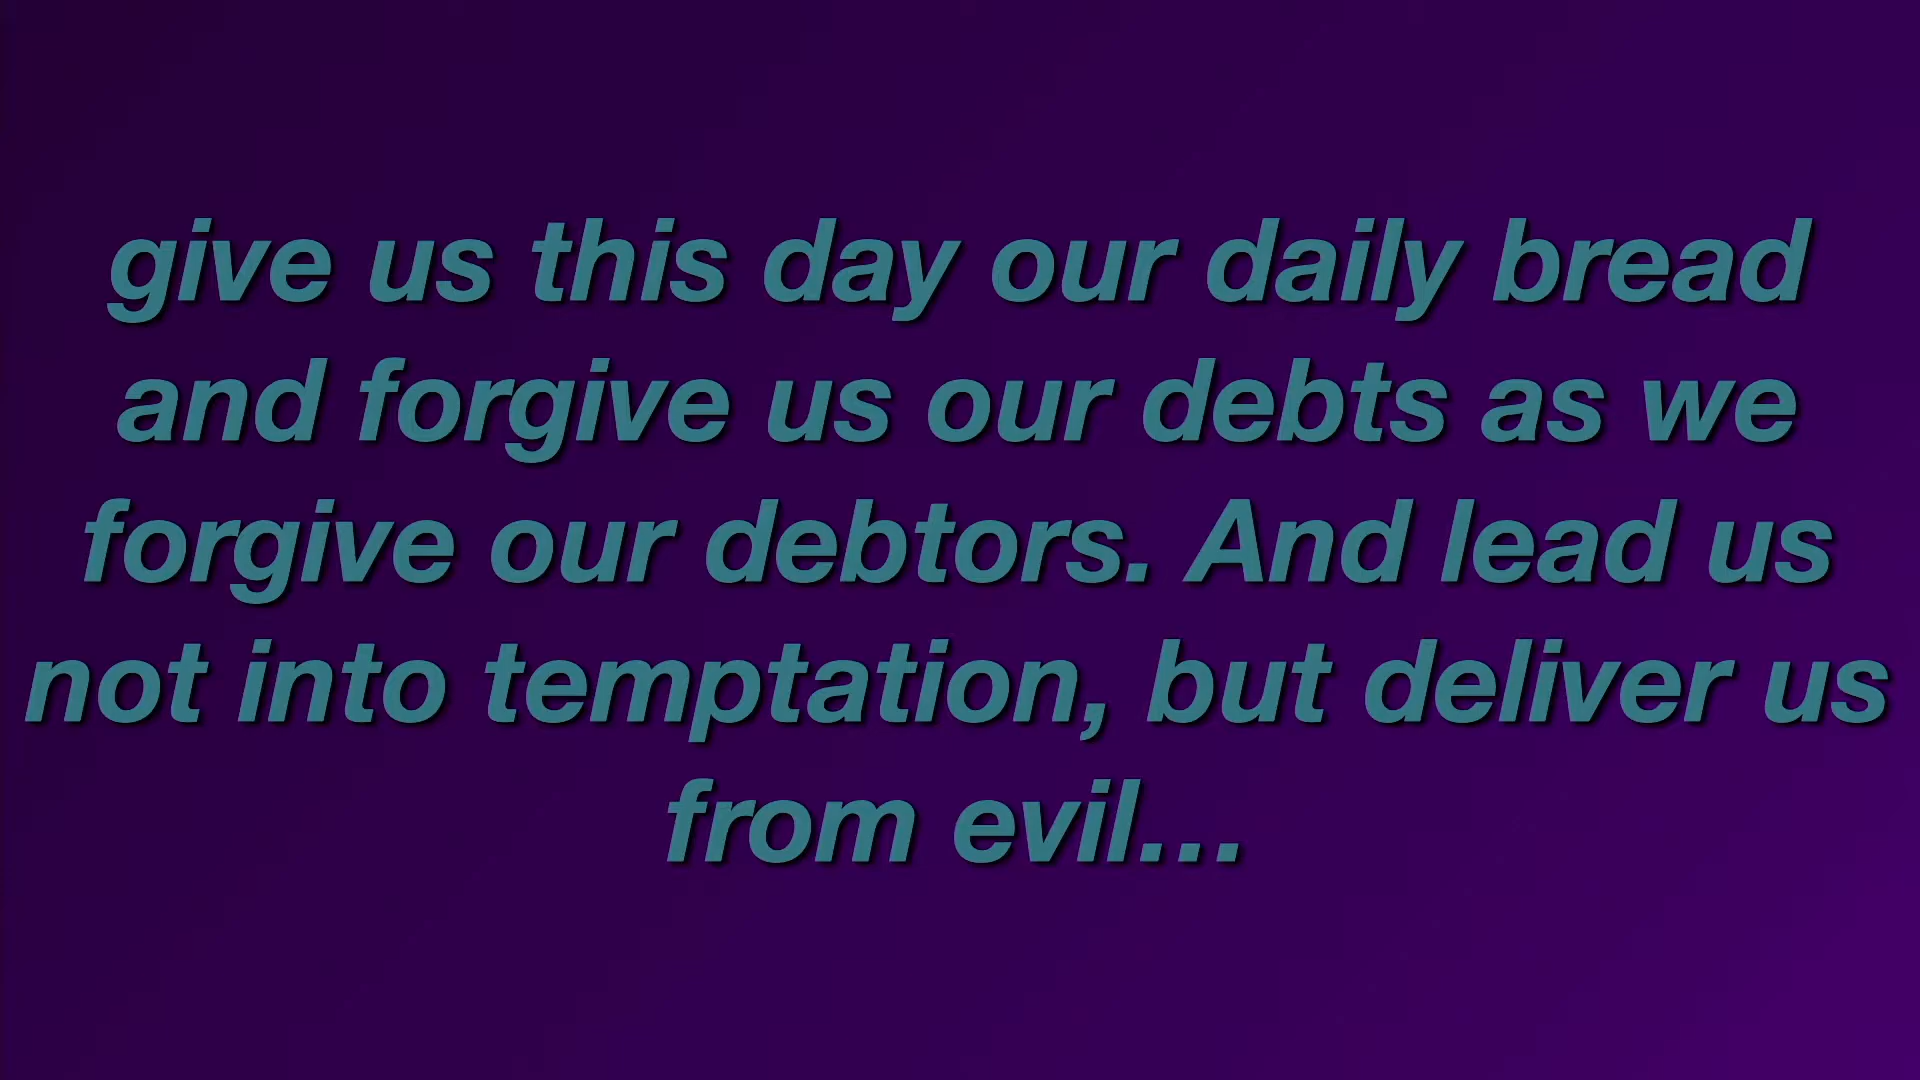 give us this day our daily bread
and forgive us our debts as we
forgive our debtors. And lead us
not into temptation, but deliver us
from evil...